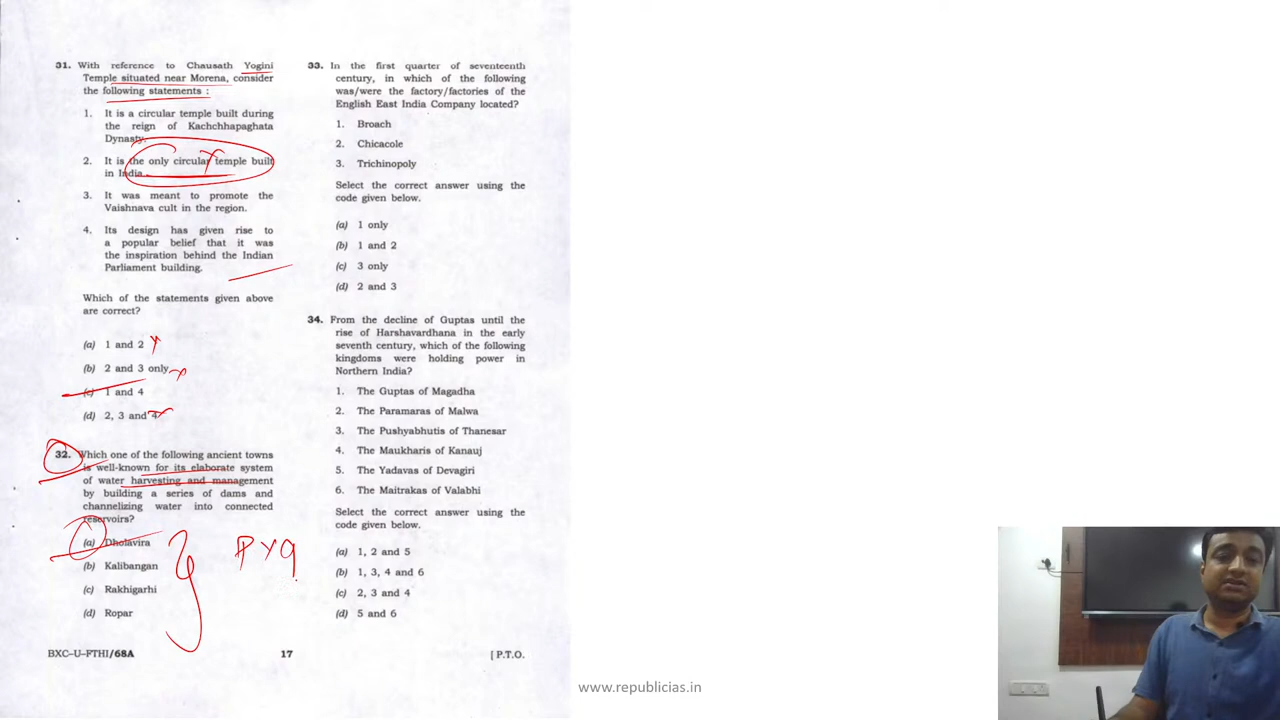 31. With reference to Chausath Yogini
Temple situated near Morena, consider
the following statements :
1. It is a circular temple built during
the reign of Kachchhapaghata
Dynasty.
2. It is the only circular temple built
in India.
3. It was meant to promote the
Vaishnava cult in the region.
4. Its design has given rise to
a popular belief that it was
the inspiration behind the Indian
Parliament building.
Which of the statements given above
are correct?
(a) 1 and 2
(b) 2 and 3 only
(c) 1 and 4
(d) 2, 3 and 4
32. Which one of the following ancient towns
is well-known for its elaborate system
of water harvesting and management
by building a series of dams and
channelizing water into connected
reservoirs?
(a) Dholavira
(b) Kalibangan
(c) Rakhigarhi
(d) Ropar
PYQ
BXC-U-FTHI/68A
17
33. In the first quarter of seventeenth
century, in which of the following
was/were the factory/factories of the
English East India Company located?
1. Broach
2. Chicacole
3. Trichinopoly
Select the correct answer using the
code given below.
(a) 1 only
(b) 1 and 2
(c) 3 only
(d) 2 and 3
34. From the decline of Guptas until the
rise of Harshavardhana in the early
seventh century, which of the following
kingdoms were holding power in
Northern India?
1. The Guptas of Magadha
2. The Paramaras of Malwa
3. The Pushyabhutis of Thanesar
4. The Maukharis of Kanauj
5. The Yadavas of Devagiri
6. The Maitrakas of Valabhi
Select the correct answer using the
code given below.
(a) 1, 2 and 5
(b) 1, 3, 4 and 6
(c) 2, 3 and 4
(d) 5 and 6
[ P.T.O.
www.republicias.in